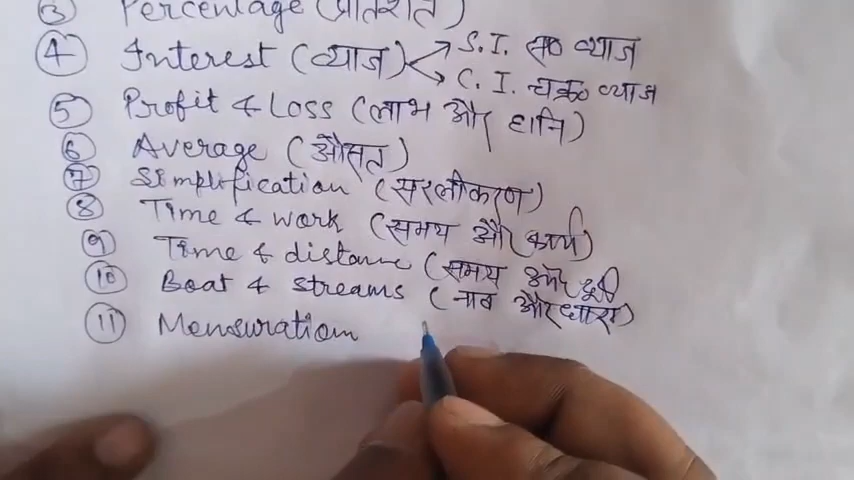 ③ Percentage (प्रतिशत)
④ Interest (व्याज) S.I. सा० व्याज
C. I. चक्र० व्याज
⑤ Profit & Loss (लाभ और हानि)
⑥ Average (औसत)
⑦ Simplification (सरलीकरण)
⑧ Time & work (समय और कार्य)
⑨ Time & distance (समय और दूरी
⑩ Boat & streams (नाव और धारा)
⑪ Mensuration